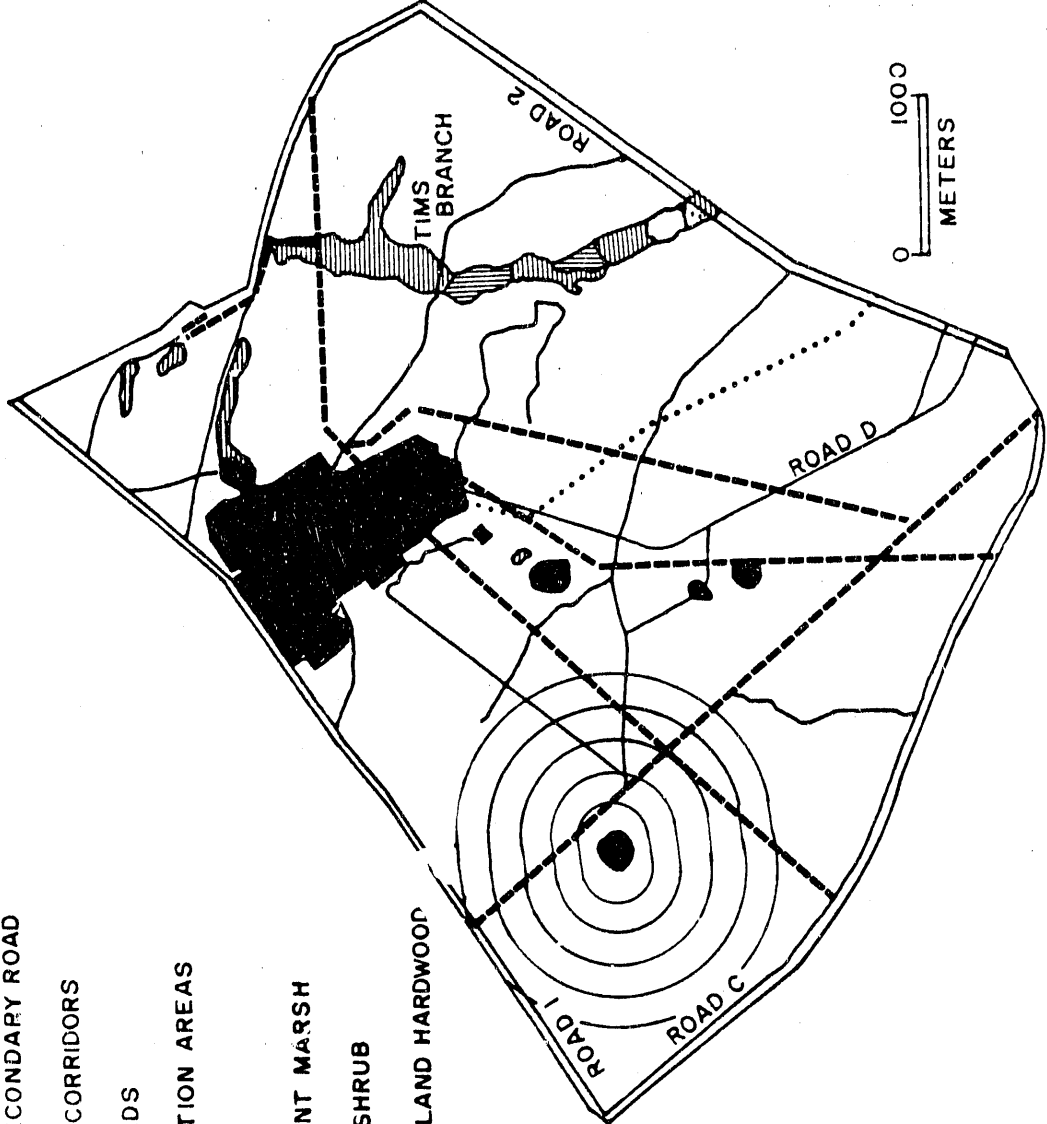 CONDARY ROAD
CORRIDORS
DS
TION AREAS
NT MARSH
SHRUB
LAND HARDWOOD
ROAD 1
ROAD C
ROAD D
ROAD 2
TIMS
BRANCH
0 1000
METERS